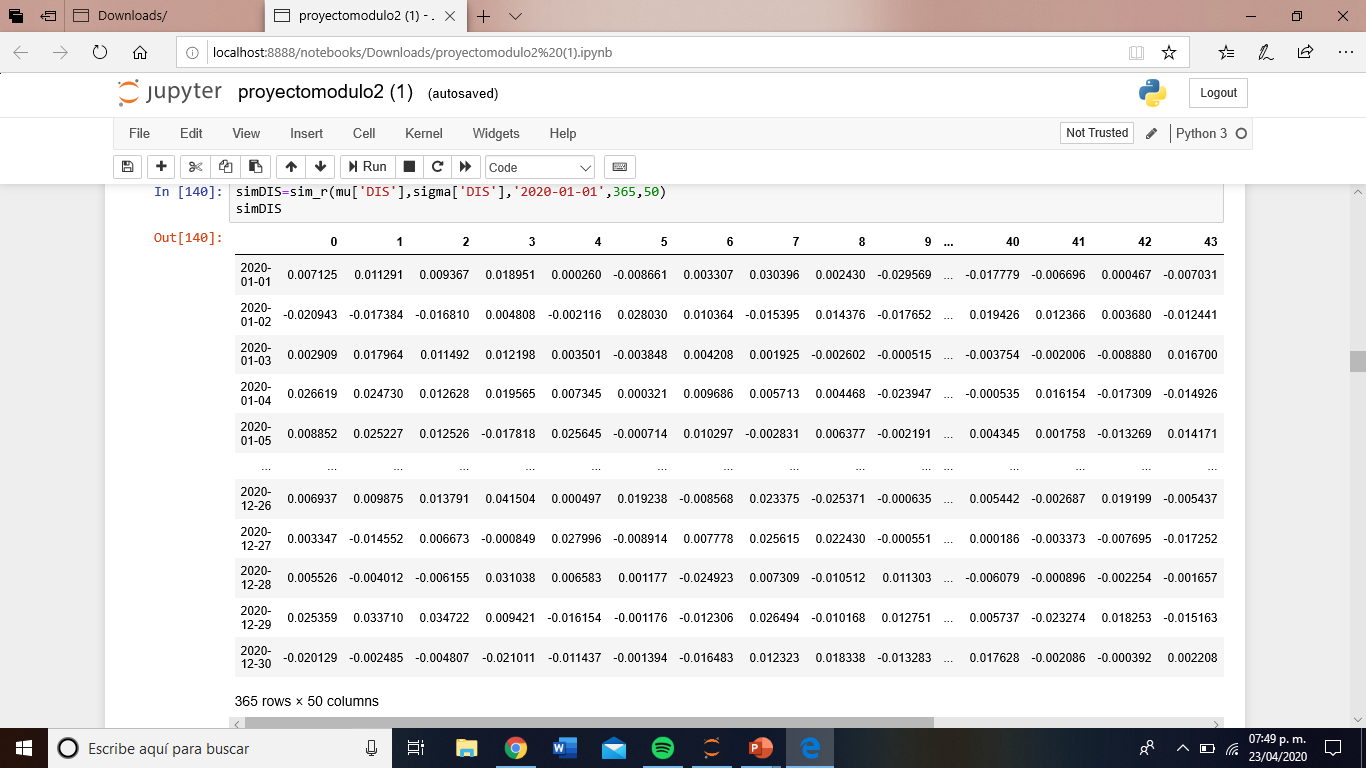 Downloads/
proyectomodulo2 (1) - .
localhost:8888/notebooks/Downloads/proyectomodulo2%20(1).ipynb
jupyter proyectomodulo2 (1) (autosaved)
Logout
File Edit View Insert Cell Kernel Widgets Help
Not Trusted Python 3
Run Code
In [140]: simDIS=sim_r(mu['DIS'],sigma['DIS'],'2020-01-01',365,50)
simDIS
Out[140]:
0 1 2 3 4 5 6 7 8 9 ... 40 41 42 43
2020-01-01 0.007125 0.011291 0.009367 0.018951 0.000260 -0.008661 0.003307 0.030396 0.002430 -0.029569 ... -0.017779 -0.006696 0.000467 -0.007031
2020-01-02 -0.020943 -0.017384 -0.016810 0.004808 -0.002116 0.028030 0.010364 -0.015395 0.014376 -0.017652 ... 0.019426 0.012366 0.003680 -0.012441
2020-01-03 0.002909 0.017964 0.011492 0.012198 0.003501 -0.003848 0.004208 0.001925 -0.002602 -0.000515 ... -0.003754 -0.002006 -0.008880 0.016700
2020-01-04 0.026619 0.024730 0.012628 0.019565 0.007345 0.000321 0.009686 0.005713 0.004468 -0.023947 ... -0.000535 0.016154 -0.017309 -0.014926
2020-01-05 0.008852 0.025227 0.012526 -0.017818 0.025645 -0.000714 0.010297 -0.002831 0.006377 -0.002191 ... 0.004345 0.001758 -0.013269 0.014171
... ... ... ... ... ... ... ... ... ... ... ... ... ... ... ...
2020-12-26 0.006937 0.009875 0.013791 0.041504 0.000497 0.019238 -0.008568 0.023375 -0.025371 -0.000635 ... 0.005442 -0.002687 0.019199 -0.005437
2020-12-27 0.003347 -0.014552 0.006673 -0.000849 0.027996 -0.008914 0.007778 0.025615 0.022430 -0.000551 ... 0.000186 -0.003373 -0.007695 -0.017252
2020-12-28 0.005526 -0.004012 -0.006155 0.031038 0.006583 0.001177 -0.024923 0.007309 -0.010512 0.011303 ... -0.006079 -0.000896 -0.002254 -0.001657
2020-12-29 0.025359 0.033710 0.034722 0.009421 -0.016154 -0.001176 -0.012306 0.026494 -0.010168 0.012751 ... 0.005737 -0.023274 0.018253 -0.015163
2020-12-30 -0.020129 -0.002485 -0.004807 -0.021011 -0.011437 -0.001394 -0.016483 0.012323 0.018338 -0.013283 ... 0.017628 -0.002086 -0.000392 0.002208
365 rows × 50 columns
Escribe aquí para buscar
07:49 p. m.
23/04/2020